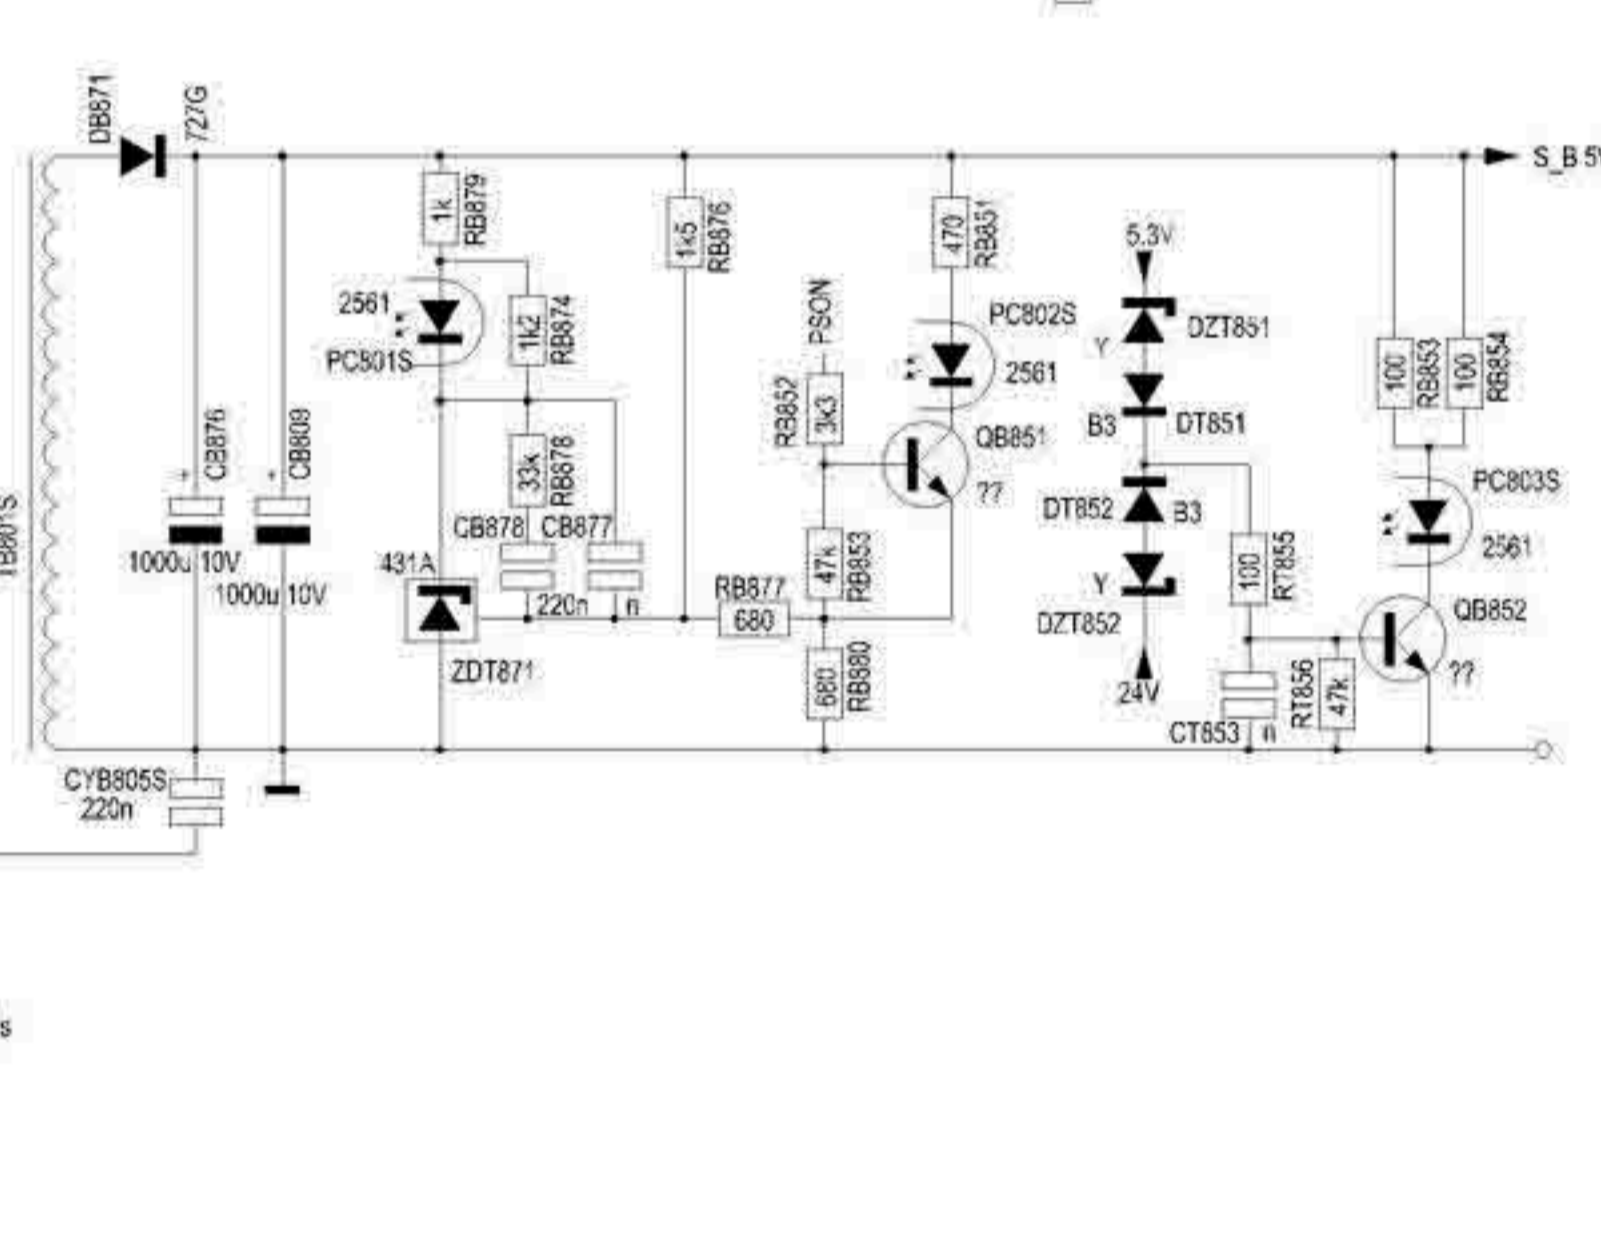 DB871
727G
S_B 5V
1k
RB879
1k5
RB876
470
RB851
5.3V
2561
PC801S
1k2
RB874
PSON
PC802S
2561
DZT851
Y
100
RB853
100
RB854
RB852
3k3
B3
DT851
QB851
??
CB876
CB809
33k
RB878
PC803S
2561
DT852
B3
CB878
CB877
TB801S
1000u 10V
1000u 10V
431A
220n
n
RB877
680
47k
RB853
Y
DZT852
100
RT855
QB852
??
ZDT871
680
RB880
24V
CT853
n
RT856
47k
CYB805S
220n
s